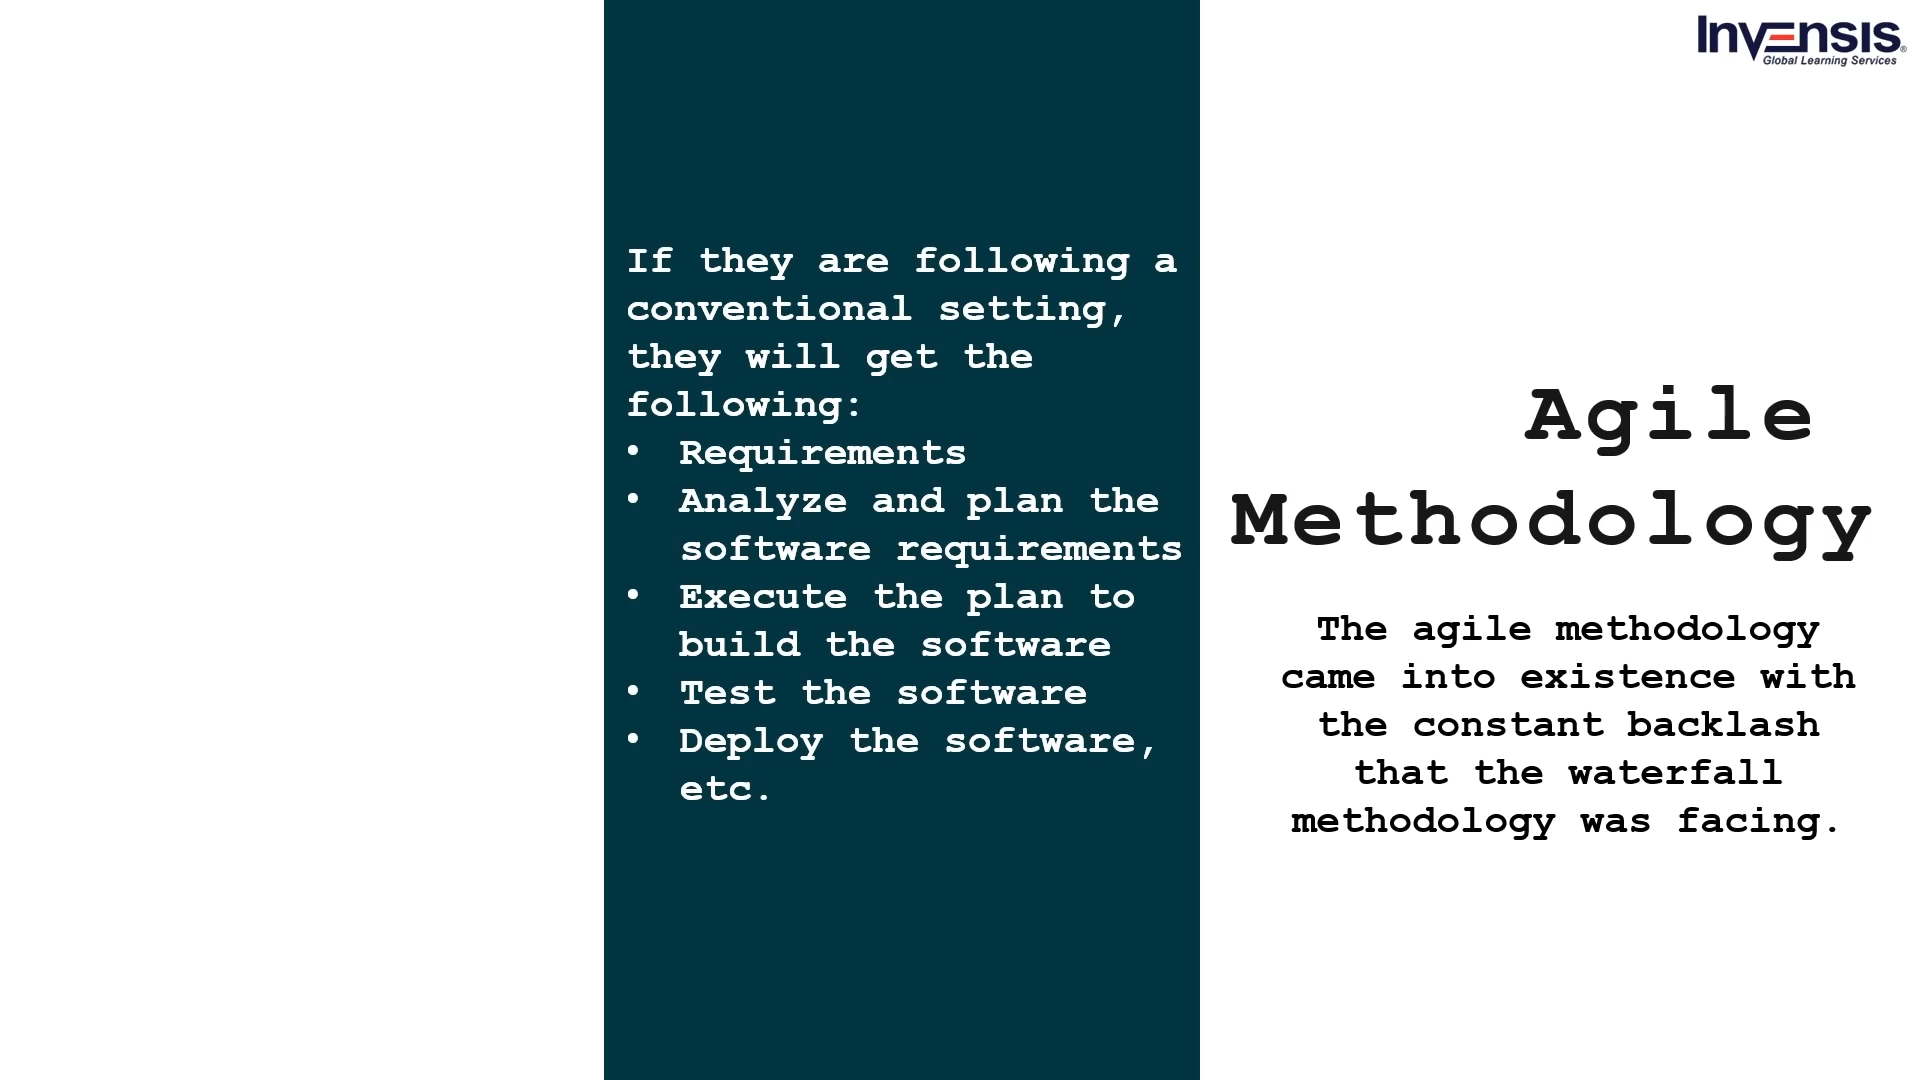 Invensis®
Global Learning Services
If they are following a
conventional setting,
they will get the
following:
• Requirements
• Analyze and plan the
software requirements
• Execute the plan to
build the software
• Test the software
• Deploy the software,
etc.
Agile
Methodology
The agile methodology
came into existence with
the constant backlash
that the waterfall
methodology was facing.